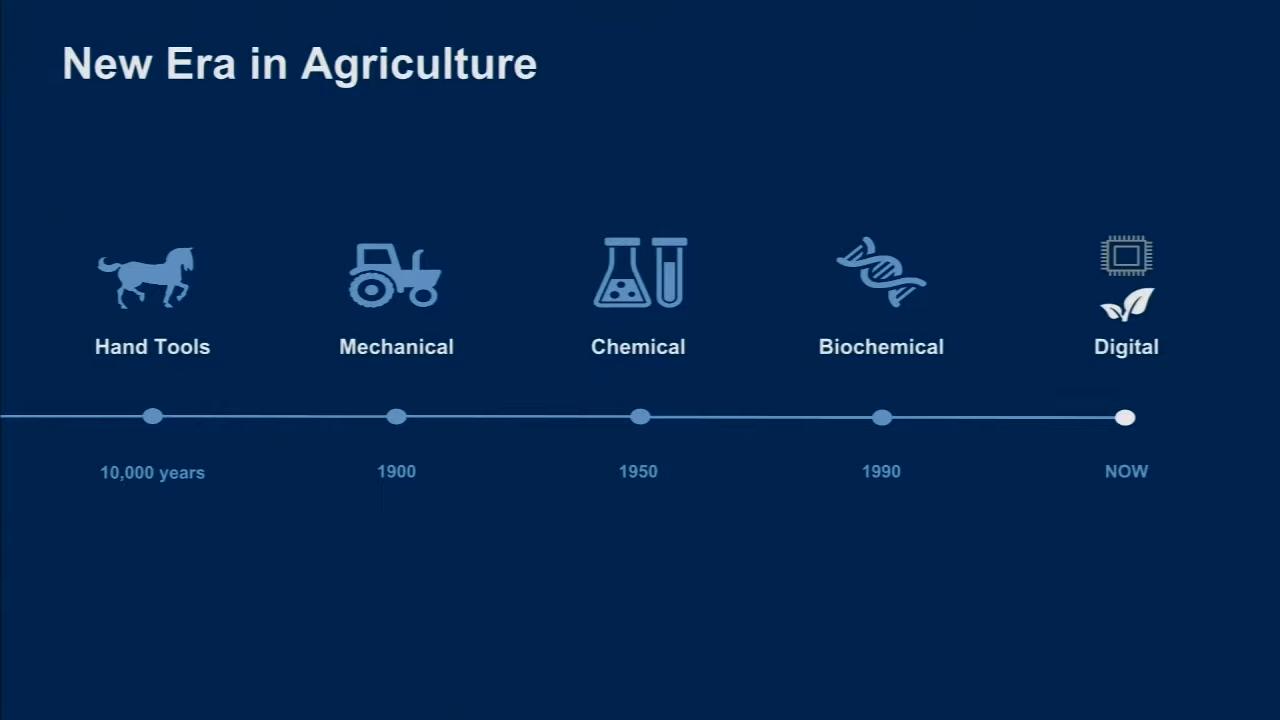 New Era in Agriculture
Hand Tools
Mechanical
Chemical
Biochemical
Digital
10,000 years
1900
1950
1990
NOW